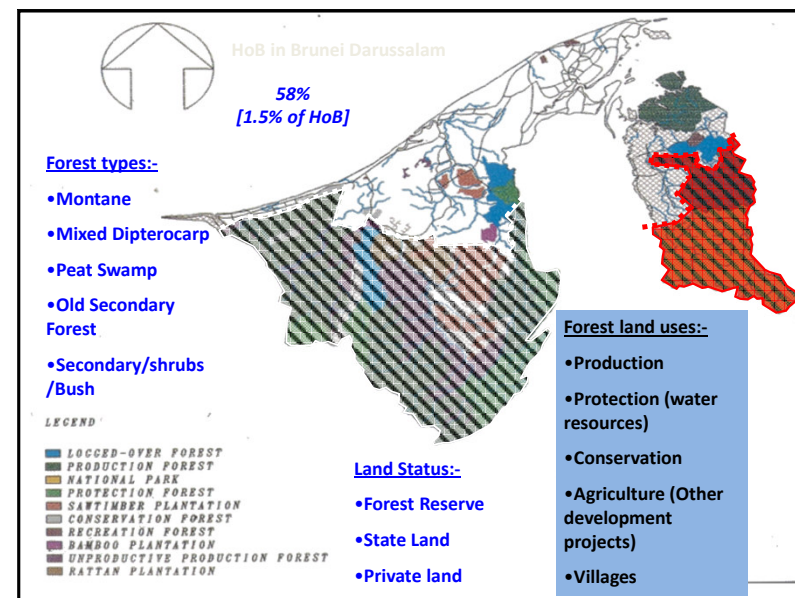 HoB in Brunei Darussalam
58%
[1.5% of HoB]
Forest types:-
•Montane
•Mixed Dipterocarp
•Peat Swamp
•Old Secondary
Forest
•Secondary/shrubs
/Bush
LEGEND
LOGGED-OVER FOREST
PRODUCTION FOREST
NATIONAL PARK
PROTECTION FOREST
SAWTIMBER PLANTATION
CONSERVATION FOREST
RECREATION FOREST
BAMBOO PLANTATION
UNPRODUCTIVE PRODUCTION FOREST
RATTAN PLANTATION
Land Status:-
•Forest Reserve
•State Land
•Private land
Forest land uses:-
•Production
•Protection (water
resources)
•Conservation
•Agriculture (Other
development
projects)
•Villages